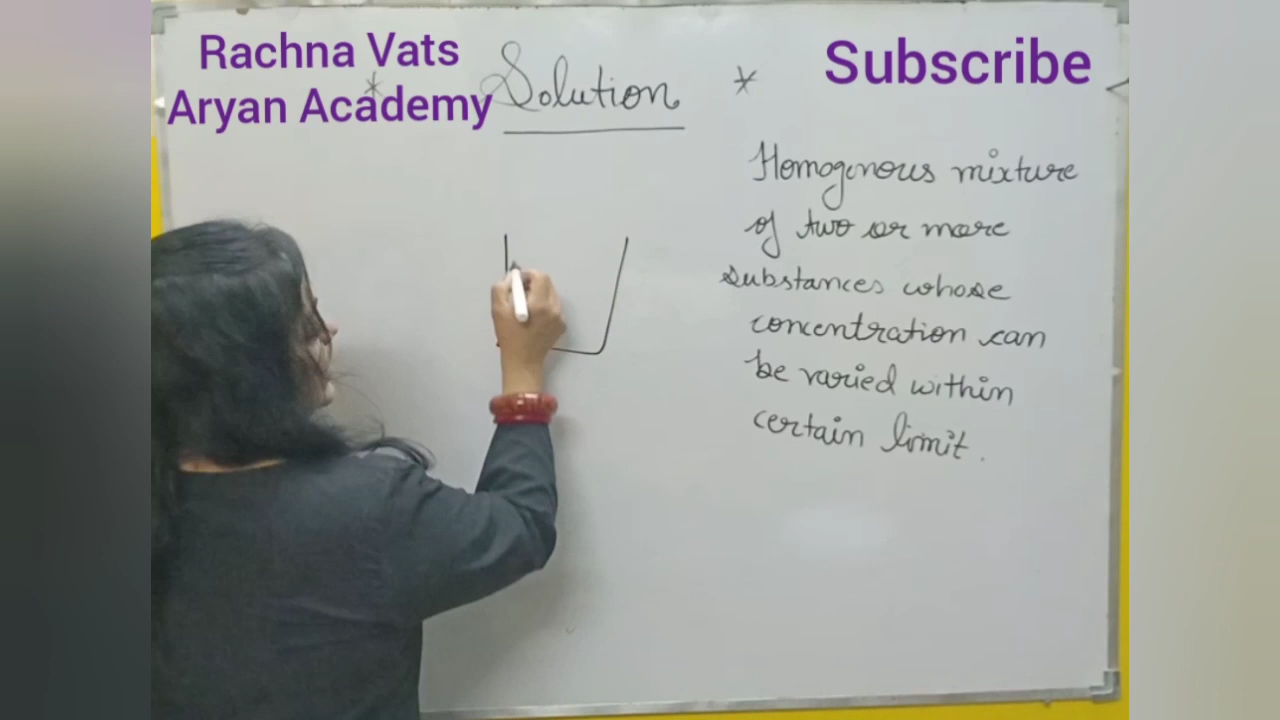 Rachna Vats
Aryan Academy
Subscribe
* Solution *
Homogenous mixture
of two or more
substances whose
concentration can
be varied within
certain limit.